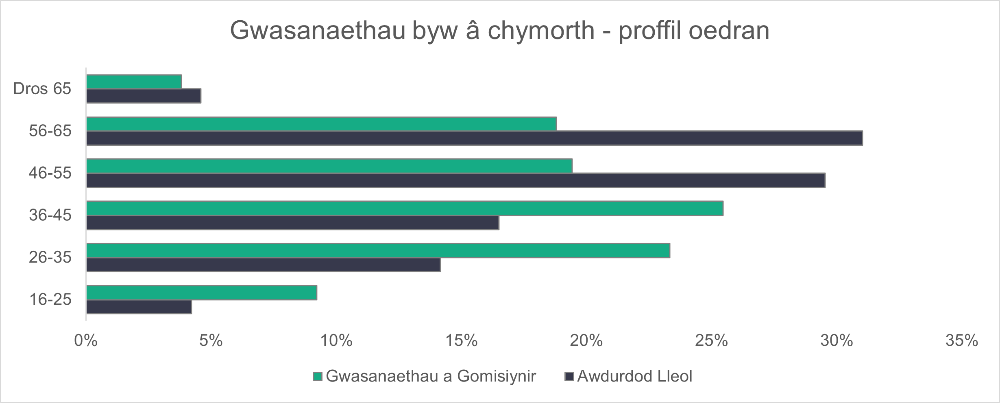 Gwasanaethau byw â chymorth - proffil oedran
Dros 65
56-65
46-55
36-45
26-35
16-25
0% 5% 10% 15% 20% 25% 30% 35%
Gwasanaethau a Gomisiynir Awdurdod Lleol